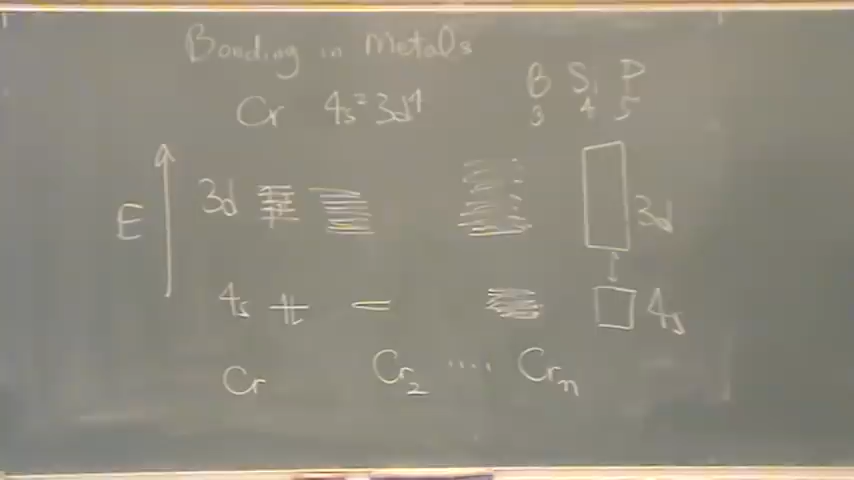 Bonding in Metals
B Si P
3 4 5
Cr 4s² 3d⁴
E
3d
3d
4s
4s
Cr
Cr₂ .... Crₙ